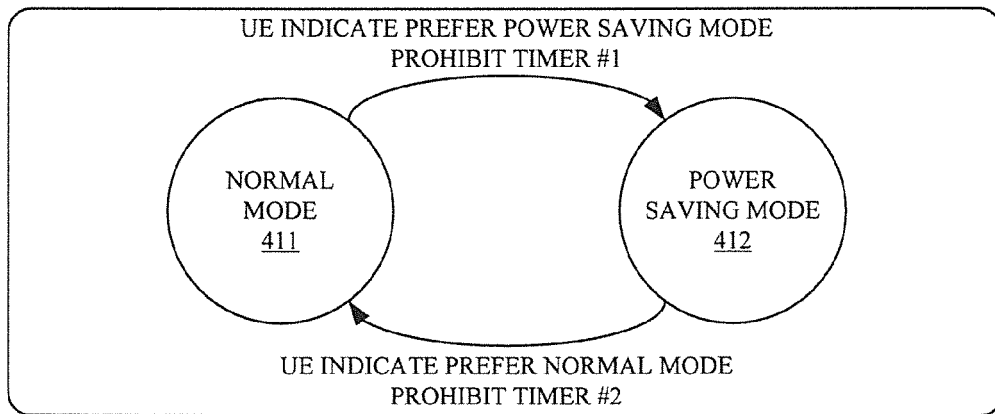 UE INDICATE PREFER POWER SAVING MODE
PROHIBIT TIMER #1
NORMAL
MODE
411
POWER
SAVING MODE
412
UE INDICATE PREFER NORMAL MODE
PROHIBIT TIMER #2